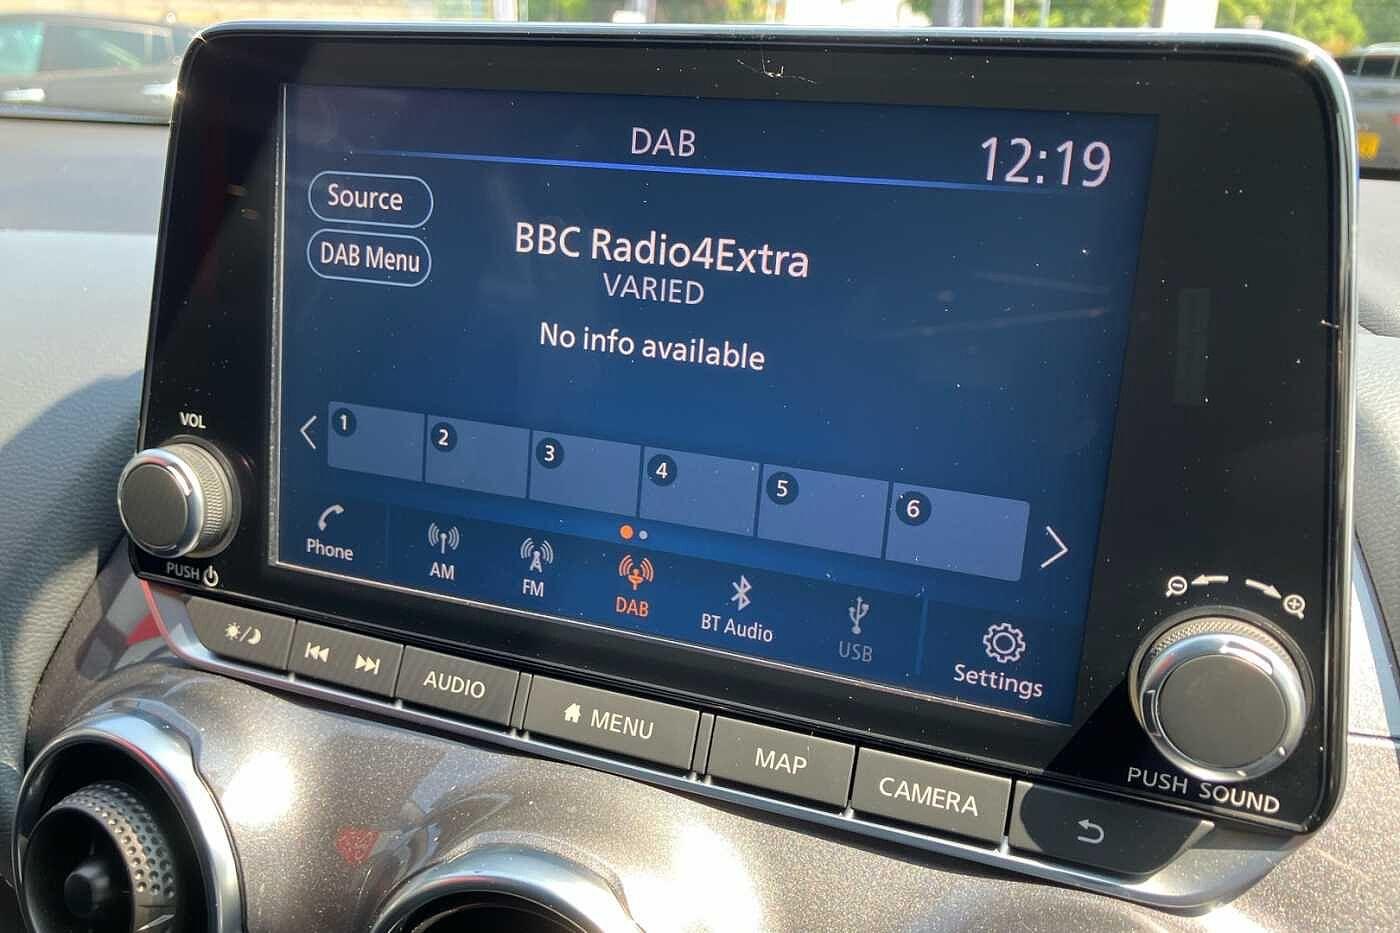 DAB
12:19
Source
DAB Menu
BBC Radio4Extra
VARIED
No info available
1
2
3
4
5
6
Phone
AM
FM
DAB
BT Audio
USB
Settings
VOL
PUSH
AUDIO
MENU
MAP
CAMERA
PUSH SOUND